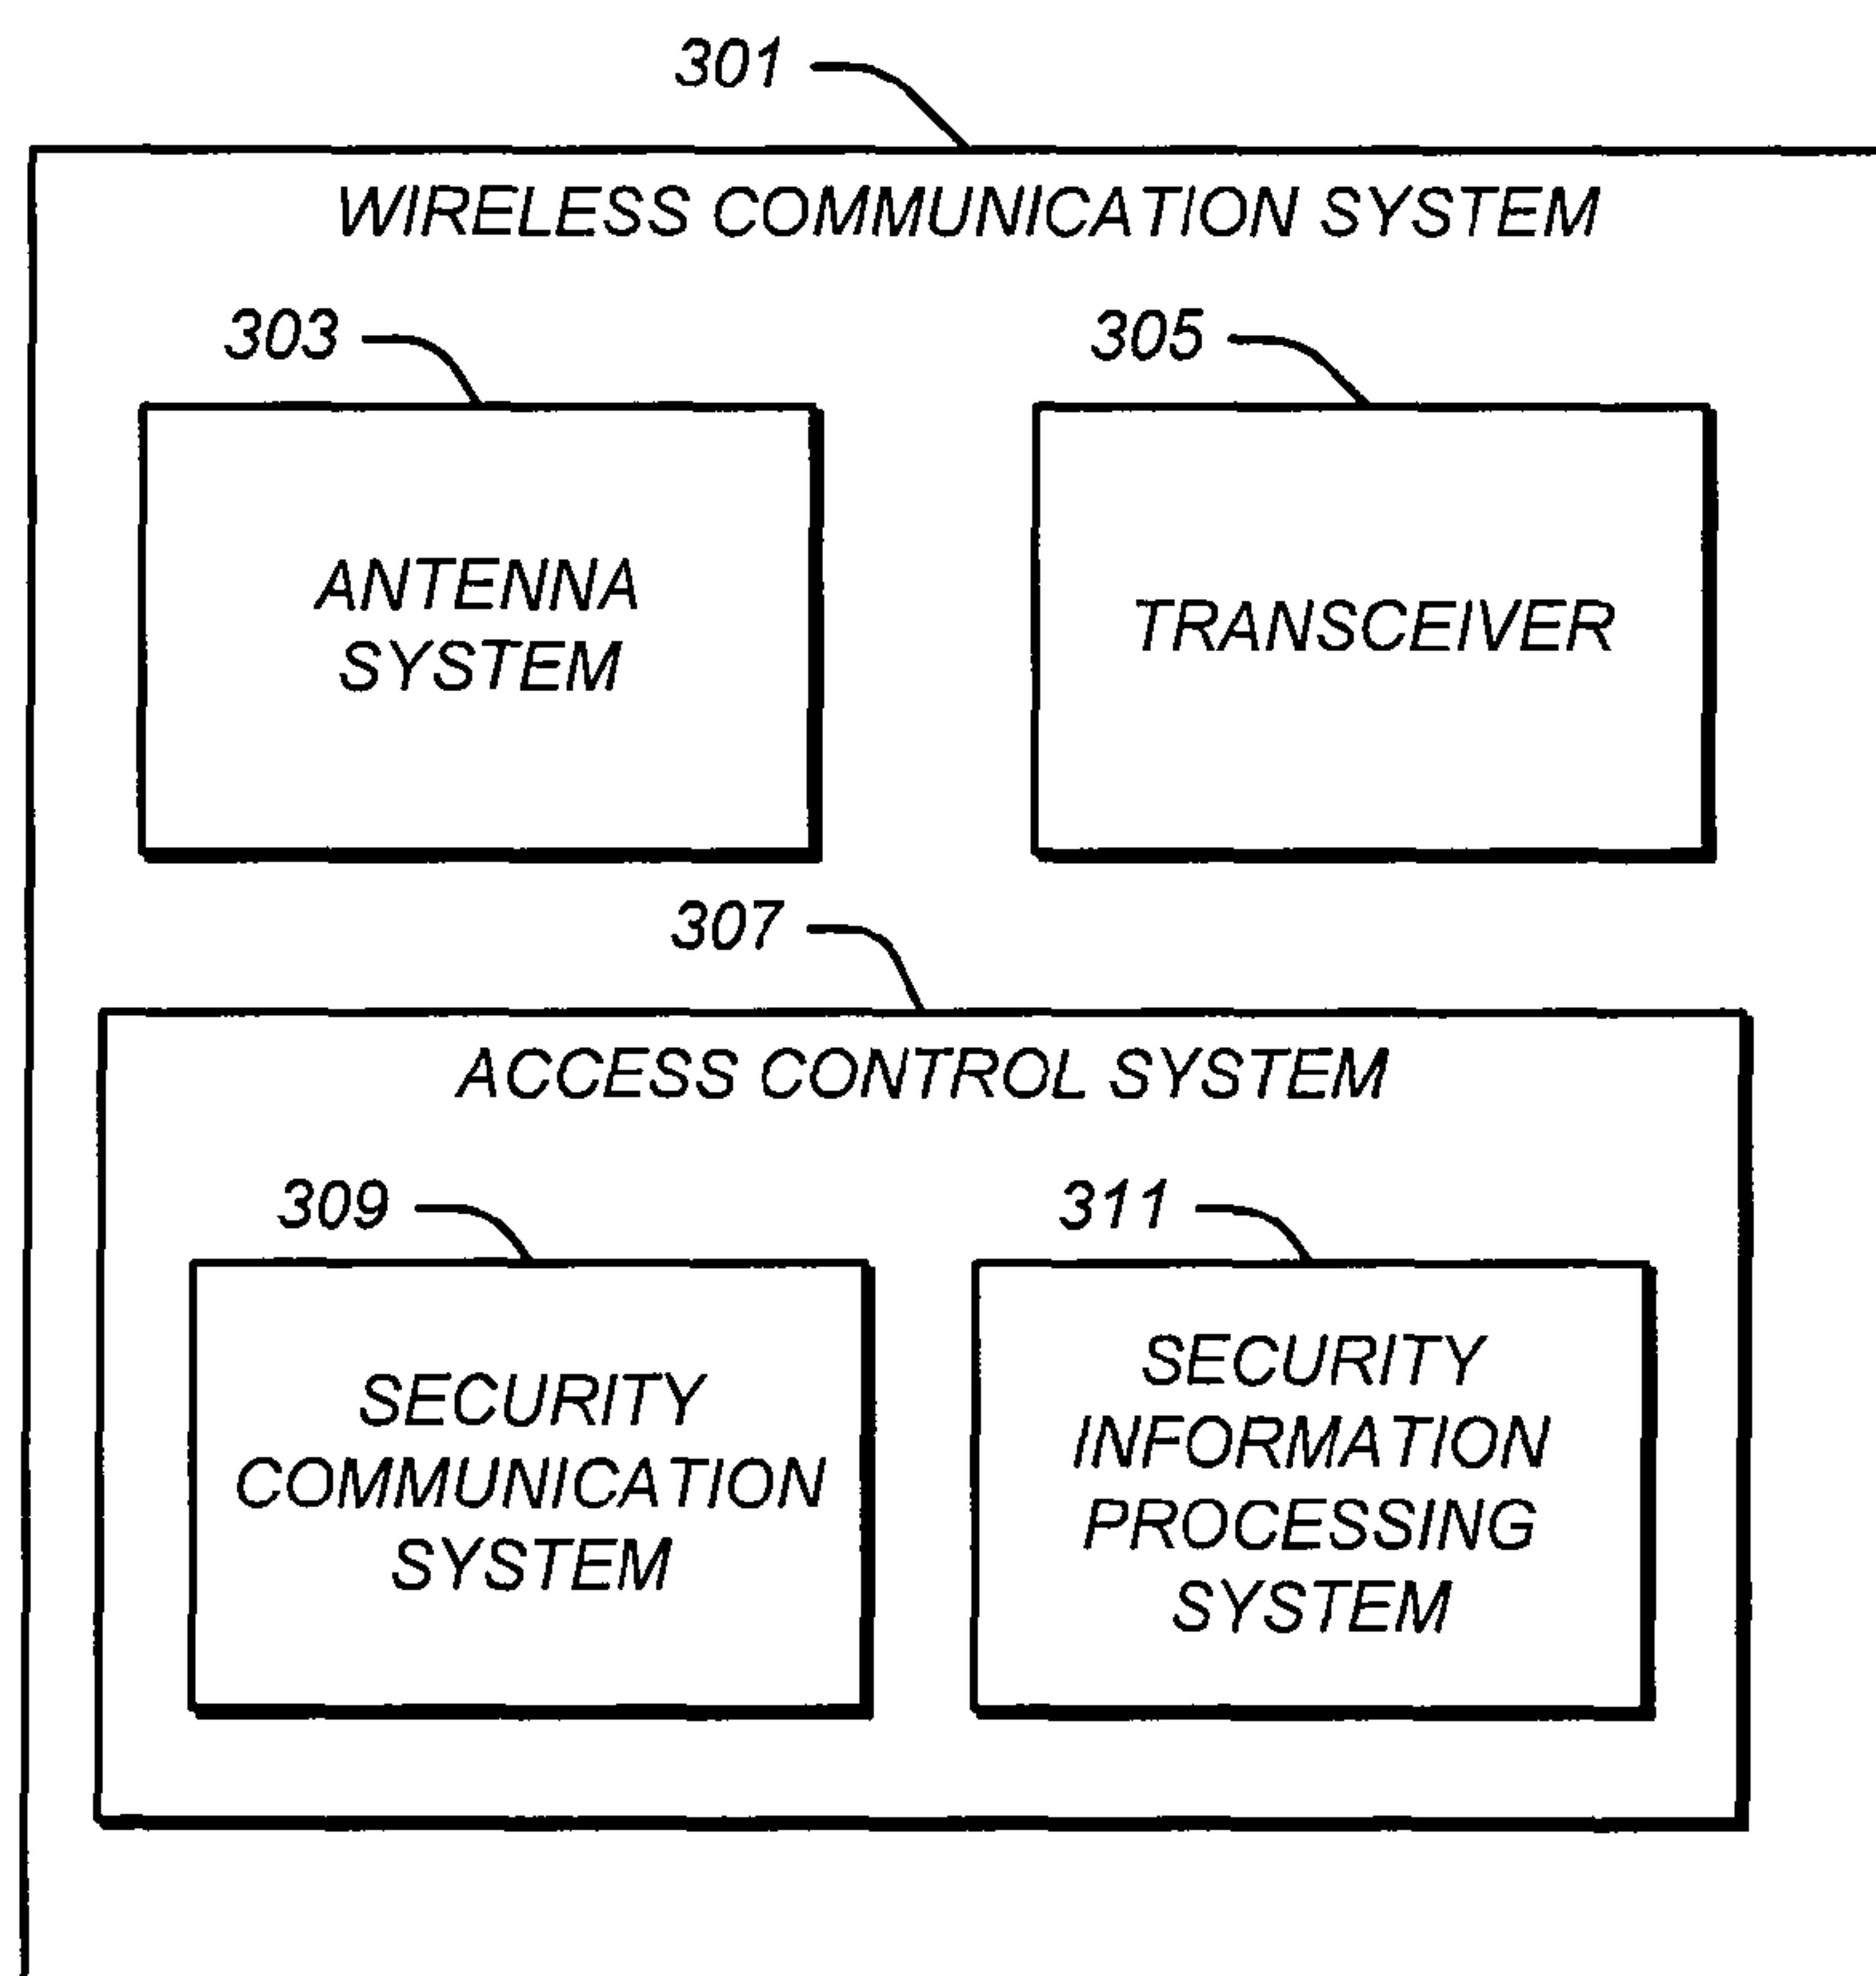 301
WIRELESS COMMUNICATION SYSTEM
303
305
ANTENNA
SYSTEM
TRANSCEIVER
307
ACCESS CONTROL SYSTEM
309
311
SECURITY
COMMUNICATION
SYSTEM
SECURITY
INFORMATION
PROCESSING
SYSTEM